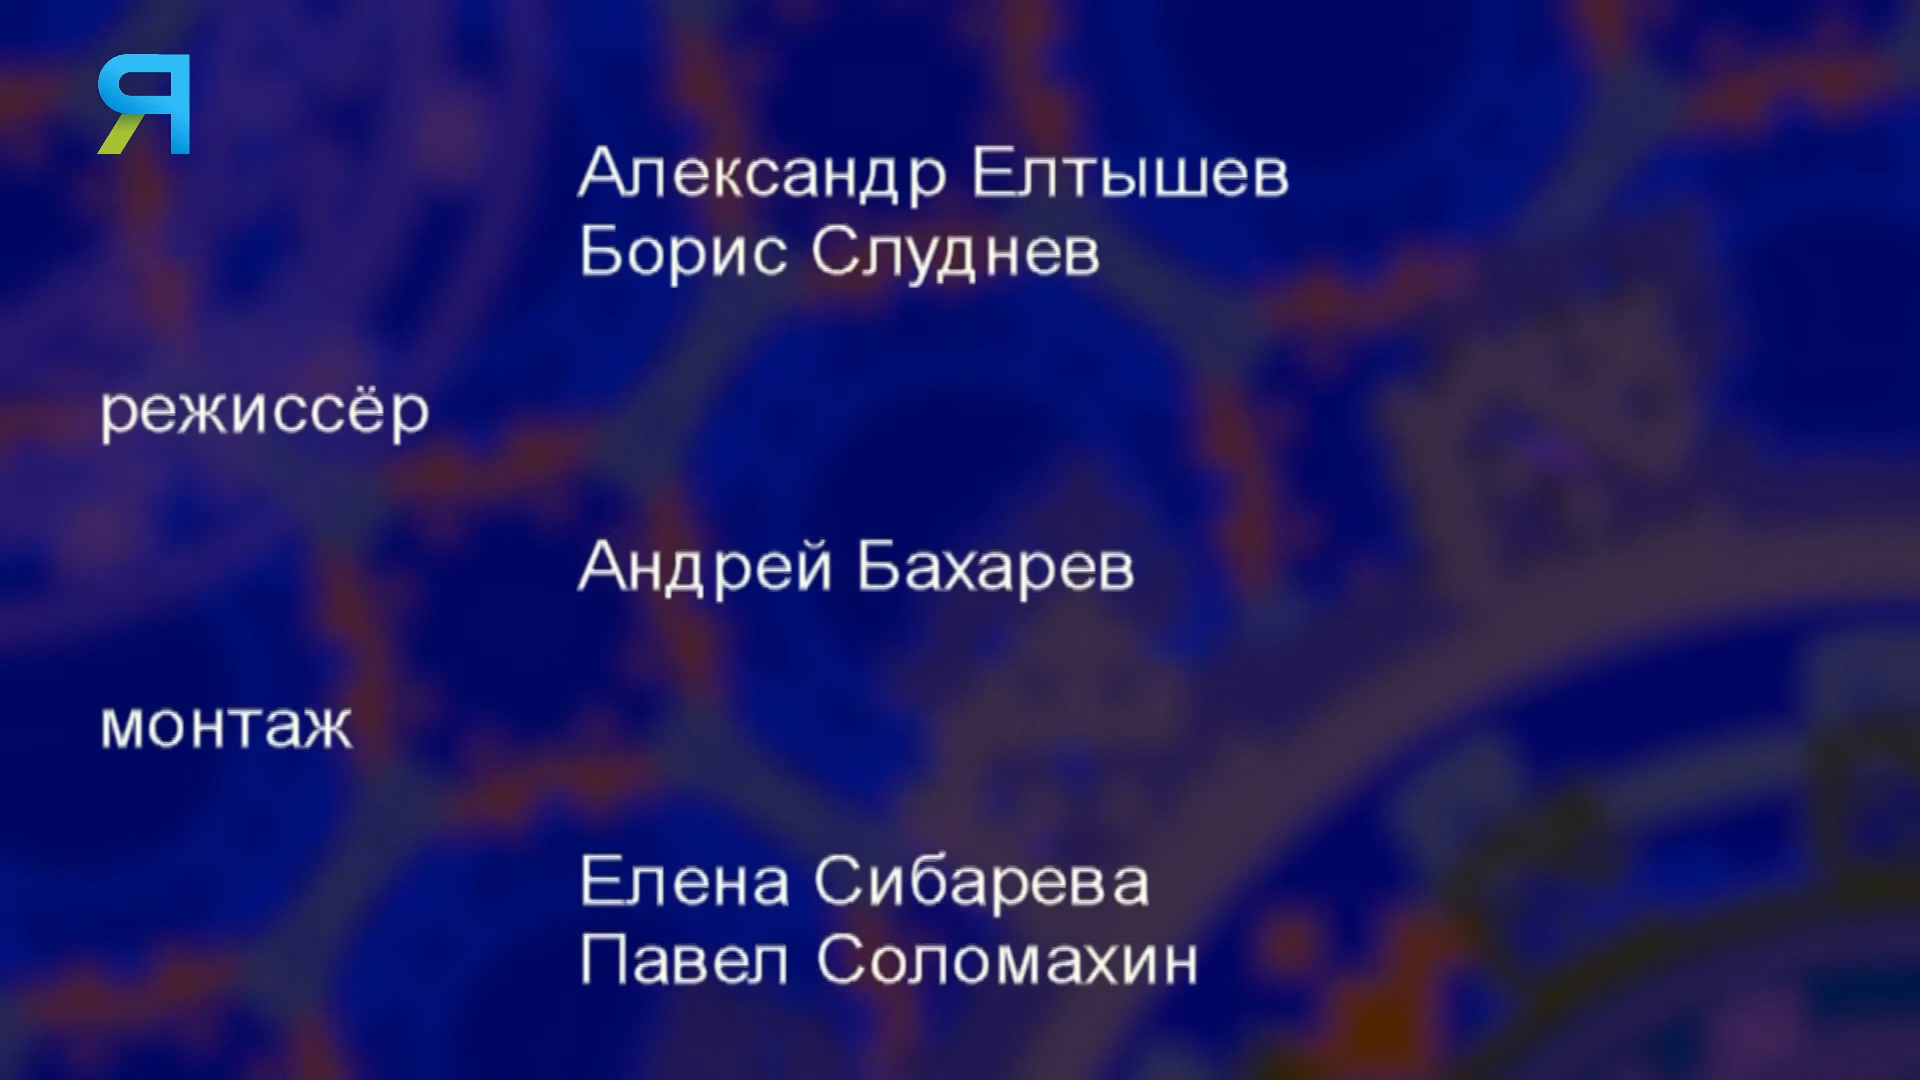 Я
Александр Елтышев
Борис Слуднев
режиссёр
Андрей Бахарев
монтаж
Елена Сибарева
Павел Соломахин